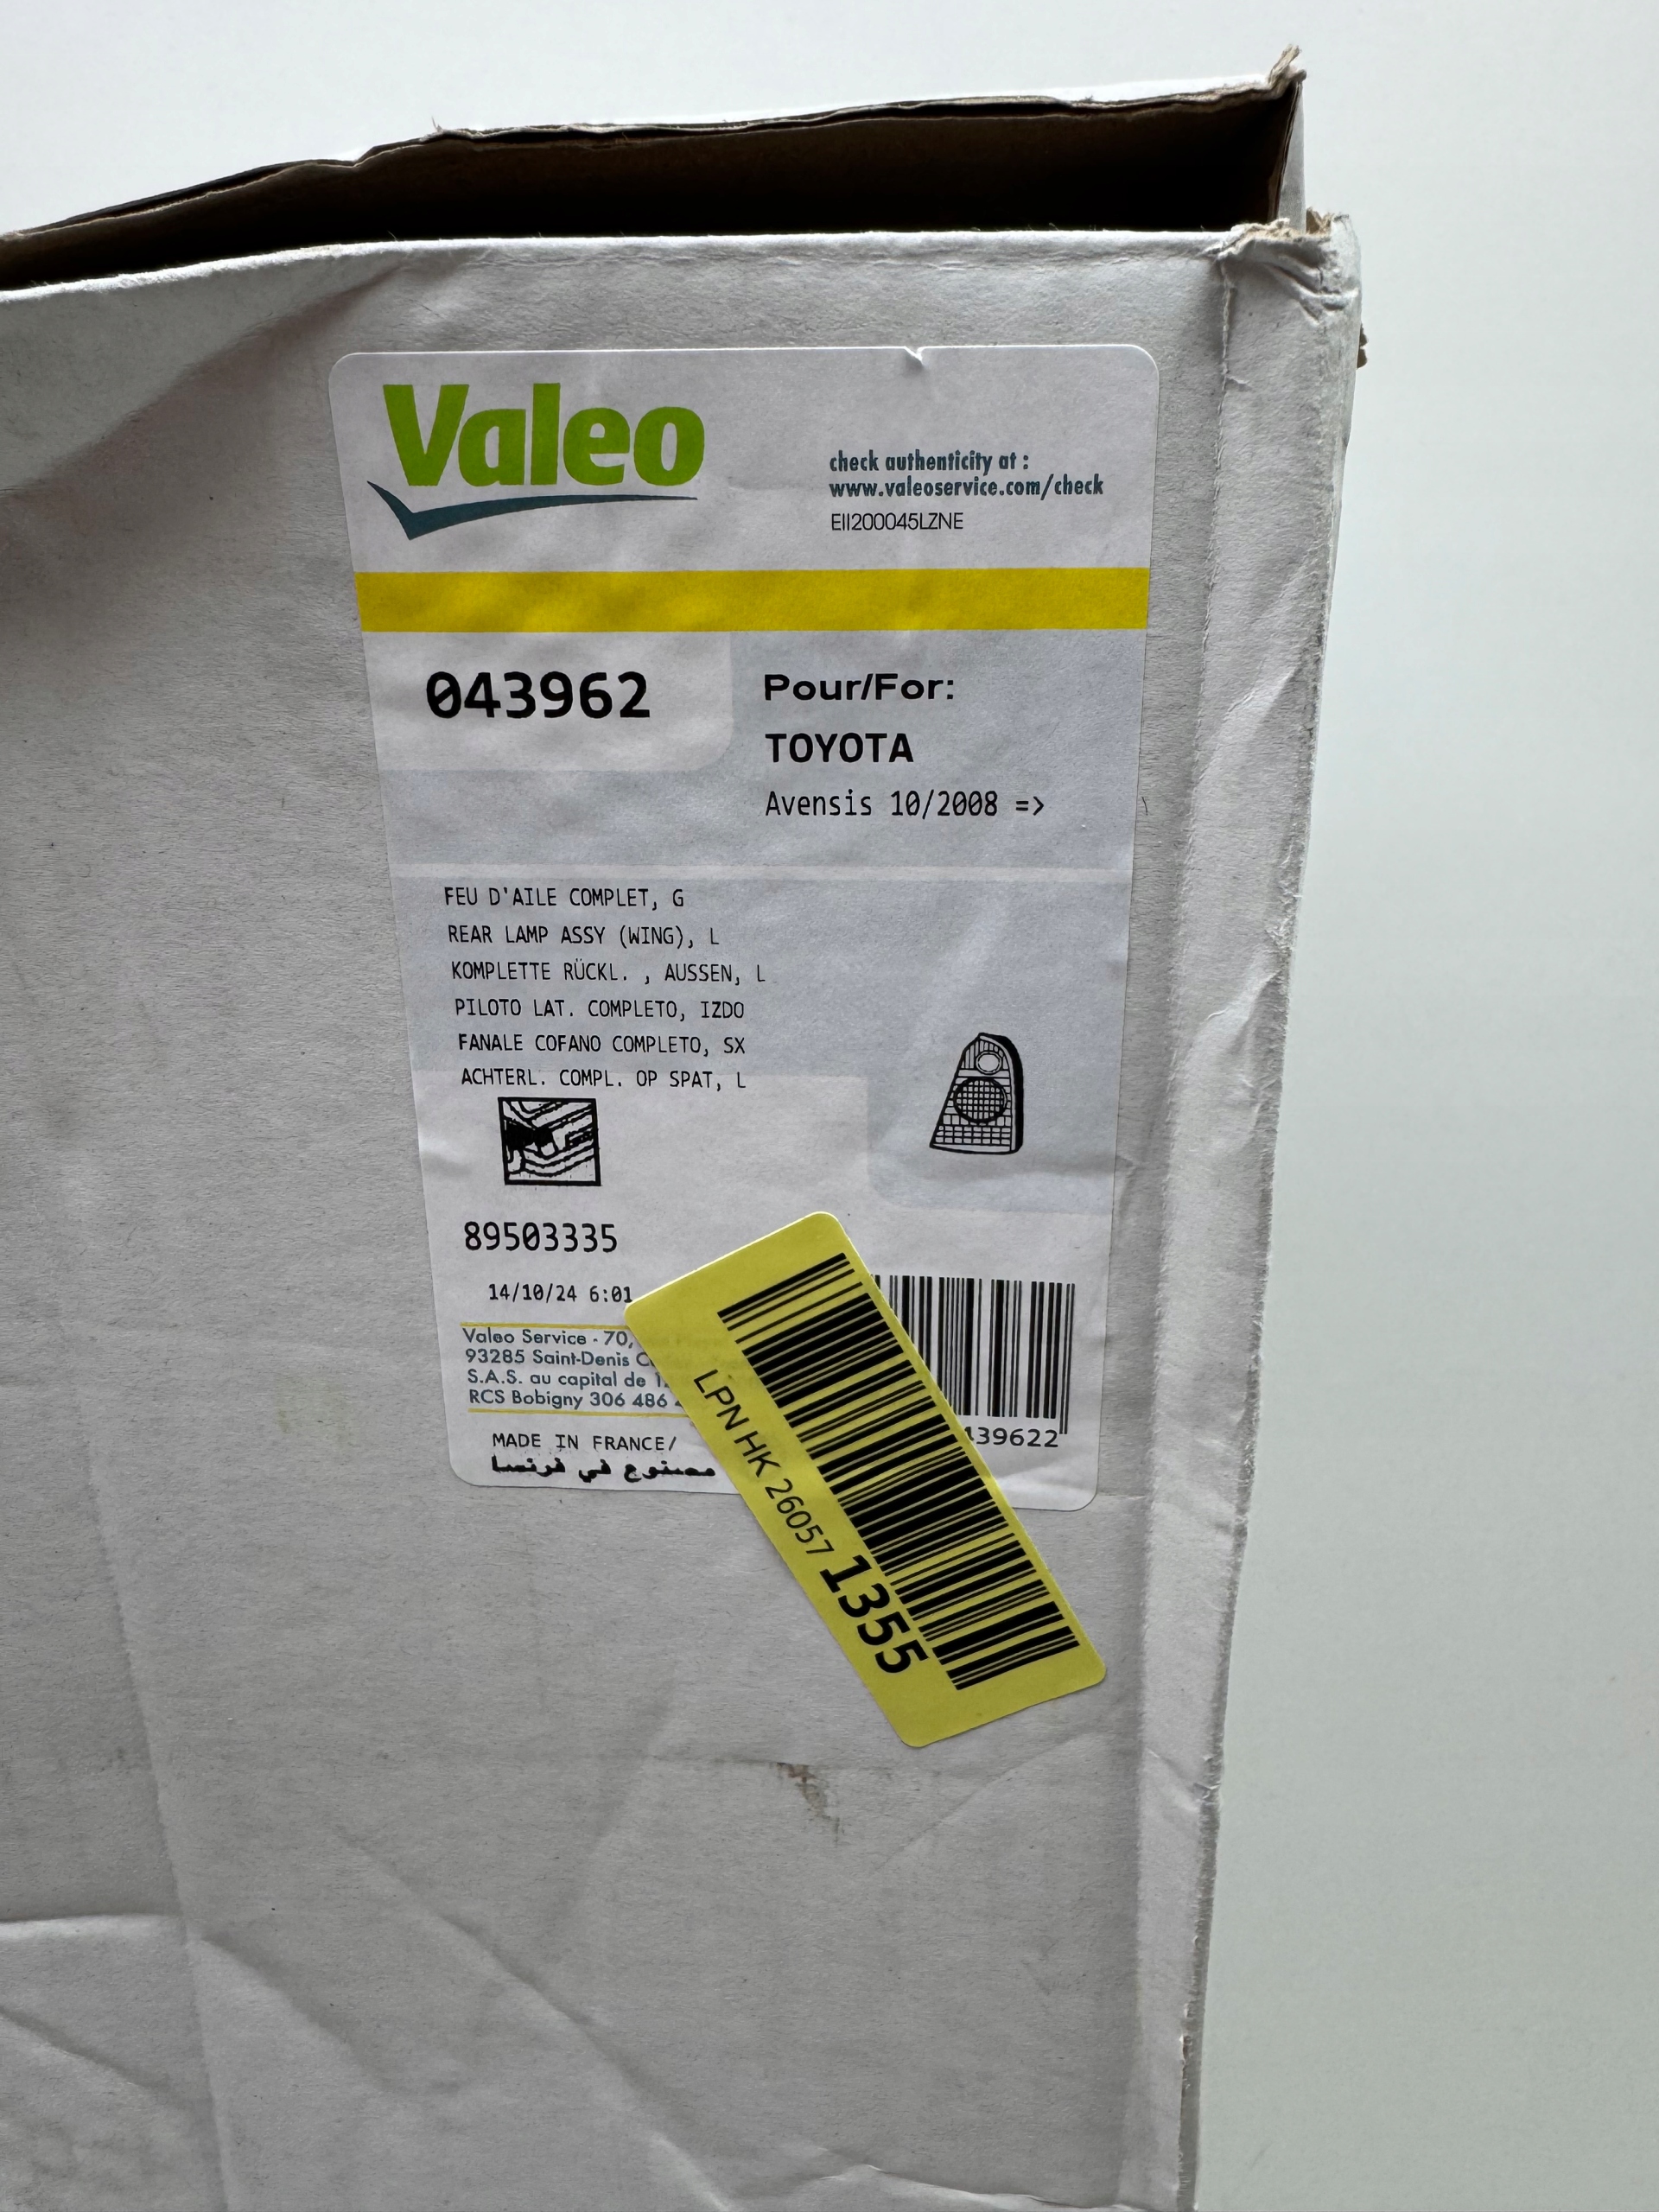 Valeo
check authenticity at :
www.valeoservice.com/check
EII200045LZNE
043962
Pour/For:
TOYOTA
Avensis 10/2008 =>
FEU D'AILE COMPLET, G
REAR LAMP ASSY (WING), L
KOMPLETTE RÜCKL. , AUSSEN, L
PILOTO LAT. COMPLETO, IZDO
FANALE COFANO COMPLETO, SX
ACHTERL. COMPL. OP SPAT, L
89503335
14/10/24 6:01
Valeo Service - 70,
93285 Saint-Denis
S.A.S. au capital de
RCS Bobigny 306 486
MADE IN FRANCE/
مصنوع في فرنسا
439622
LPN HK 26057 1355